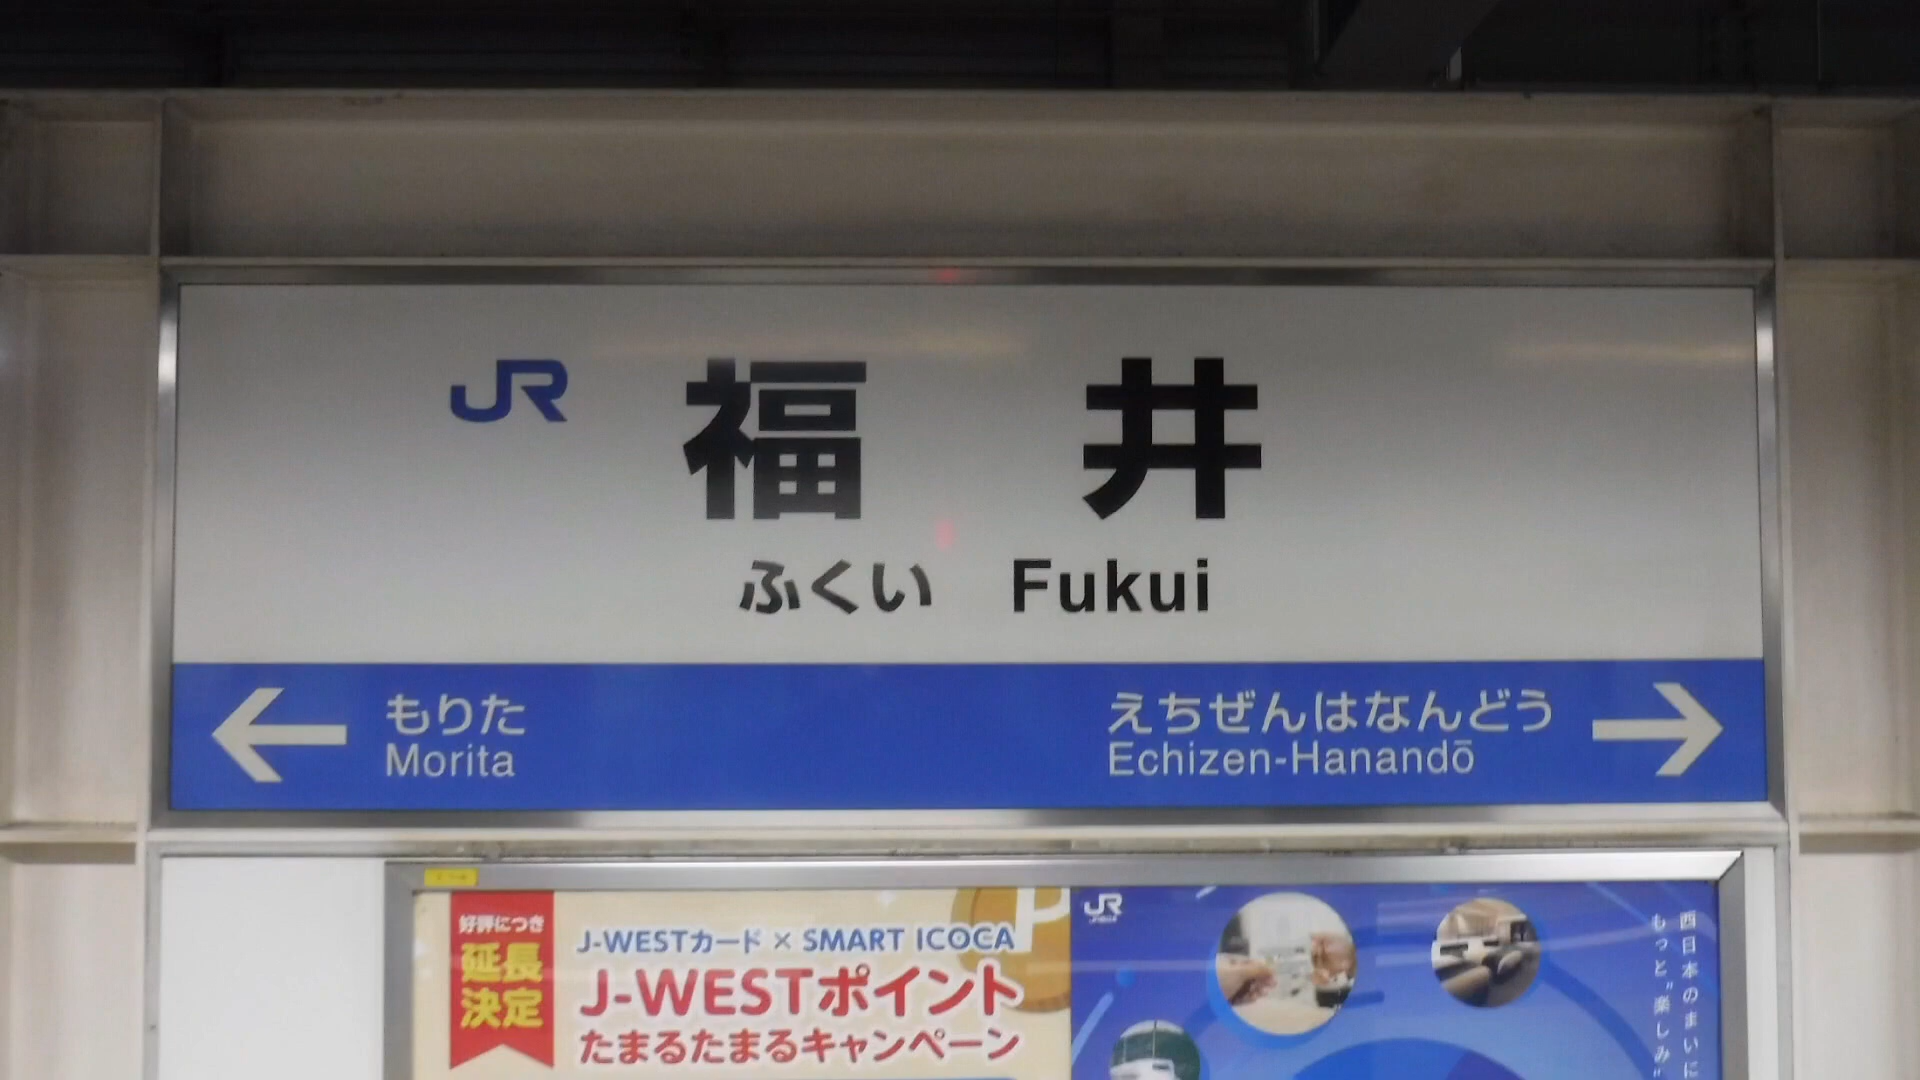 JR 福井
ふくい Fukui
もりた
Morita
えちぜんはなんどう
Echizen-Hanandō
好評につき
延長
決定
J-WESTカード × SMART ICOCA
J-WESTポイント
たまるたまるキャンペーン
P
JR
西日本のまいに
もっと、"楽しみ"